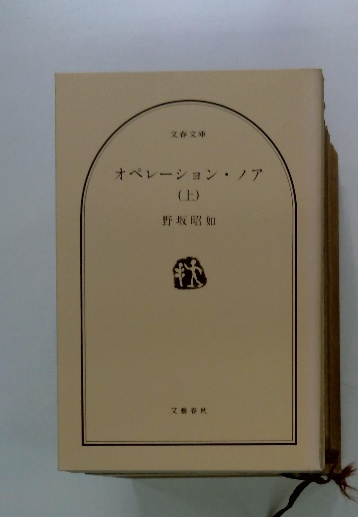 文春文庫
オペレーション・ノア
(上)
野坂昭如
文藝春秋